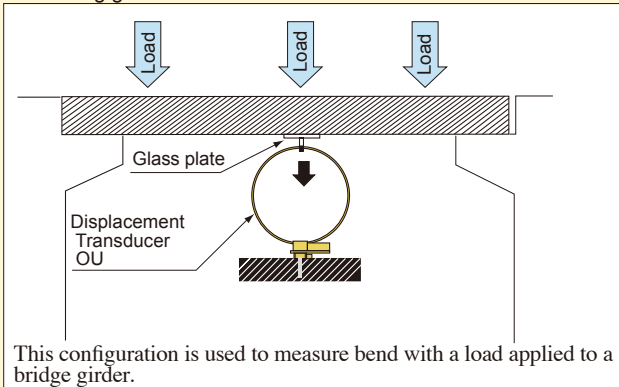 Load
Load
Load
Glass plate
Displacement
Transducer
OU
This configuration is used to measure bend with a load applied to a
bridge girder.